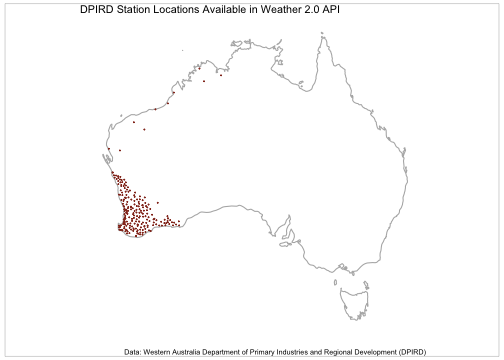 DPIRD Station Locations Available in Weather 2.0 API
Data: Western Australia Department of Primary Industries and Regional Development (DPIRD)